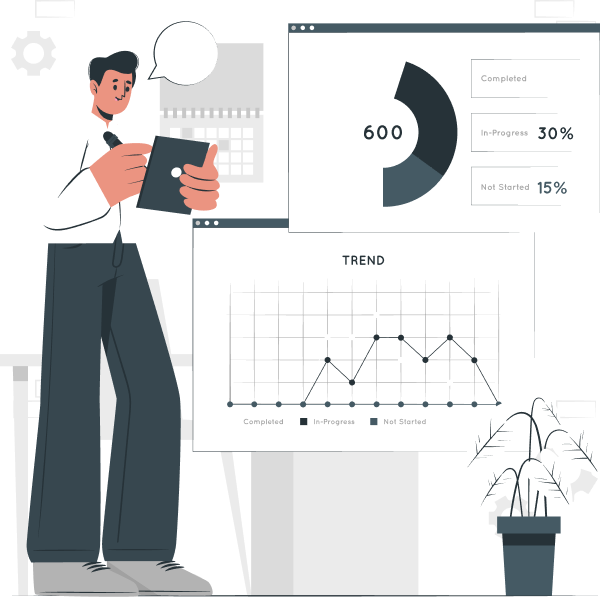 Completed
600
In-Progress 30%
Not Started 15%
TREND
Completed In-Progress Not Started